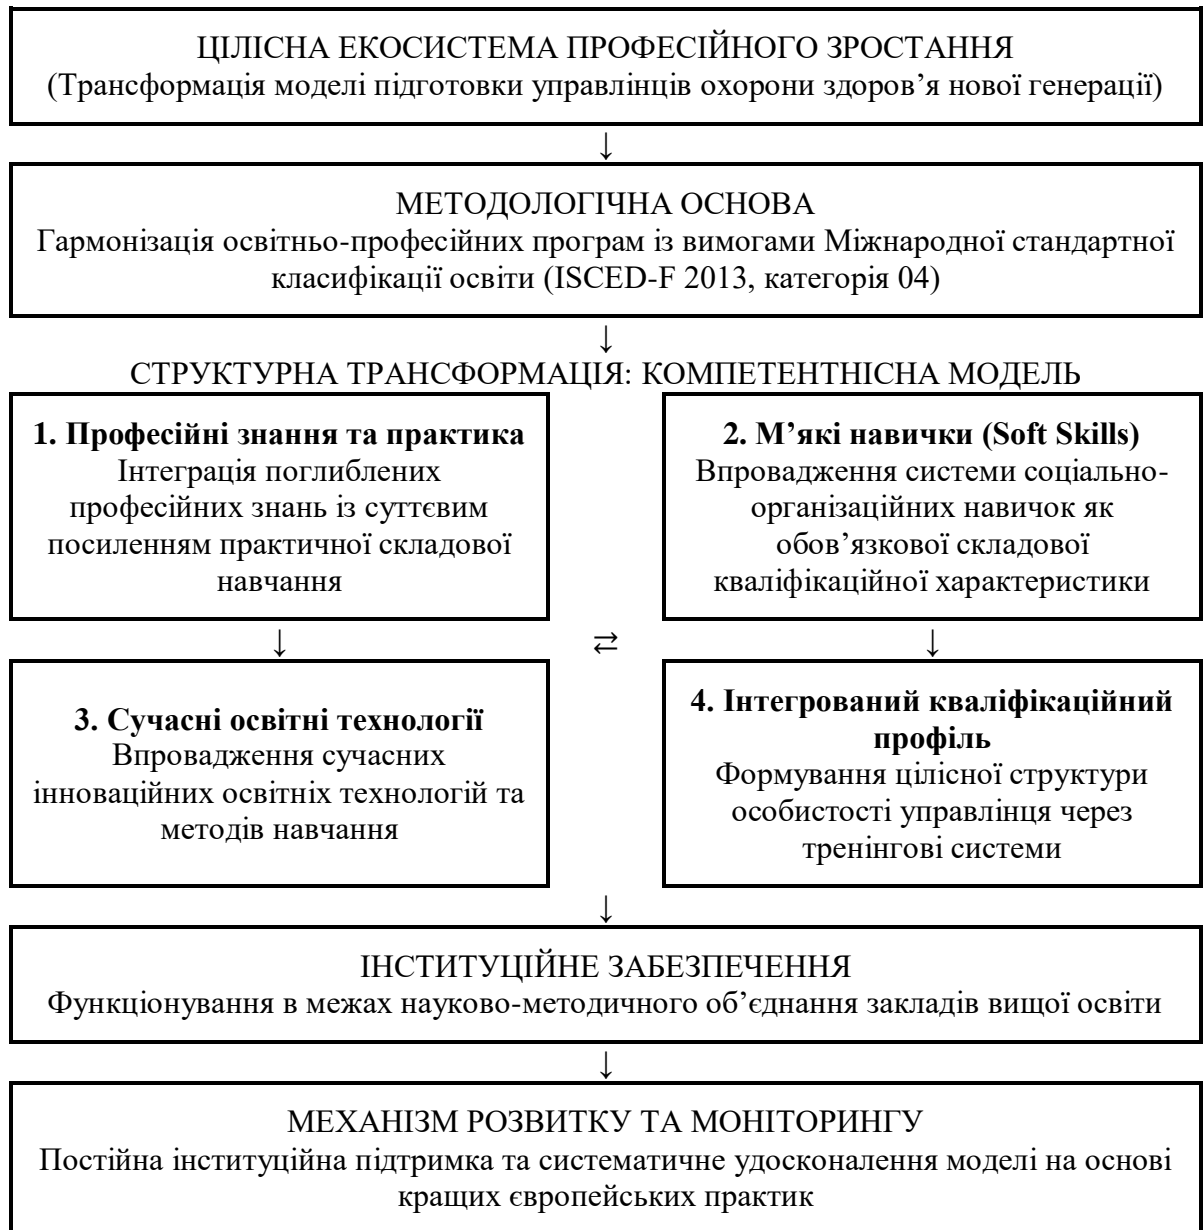 ЦІЛІСНА ЕКОСИСТЕМА ПРОФЕСІЙНОГО ЗРОСТАННЯ
(Трансформація моделі підготовки управлінців охорони здоров’я нової генерації)
↓
МЕТОДОЛОГІЧНА ОСНОВА
Гармонізація освітньо-професійних програм із вимогами Міжнародної стандартної
класифікації освіти (ISCED-F 2013, категорія 04)
↓
СТРУКТУРНА ТРАНСФОРМАЦІЯ: КОМПЕТЕНТНІСНА МОДЕЛЬ
1. Професійні знання та практика
Інтеграція поглиблених
професійних знань із суттєвим
посиленням практичної складової
навчання
2. М’які навички (Soft Skills)
Впровадження системи соціально-
організаційних навичок як
обов’язкової складової
кваліфікаційної характеристики
↓ ⇄ ↓
3. Сучасні освітні технології
Впровадження сучасних
інноваційних освітніх технологій та
методів навчання
4. Інтегрований кваліфікаційний
профіль
Формування цілісної структури
особистості управлінця через
тренінгові системи
↓
ІНСТИТУЦІЙНЕ ЗАБЕЗПЕЧЕННЯ
Функціонування в межах науково-методичного об’єднання закладів вищої освіти
↓
МЕХАНІЗМ РОЗВИТКУ ТА МОНІТОРИНГУ
Постійна інституційна підтримка та систематичне удосконалення моделі на основі
кращих європейських практик